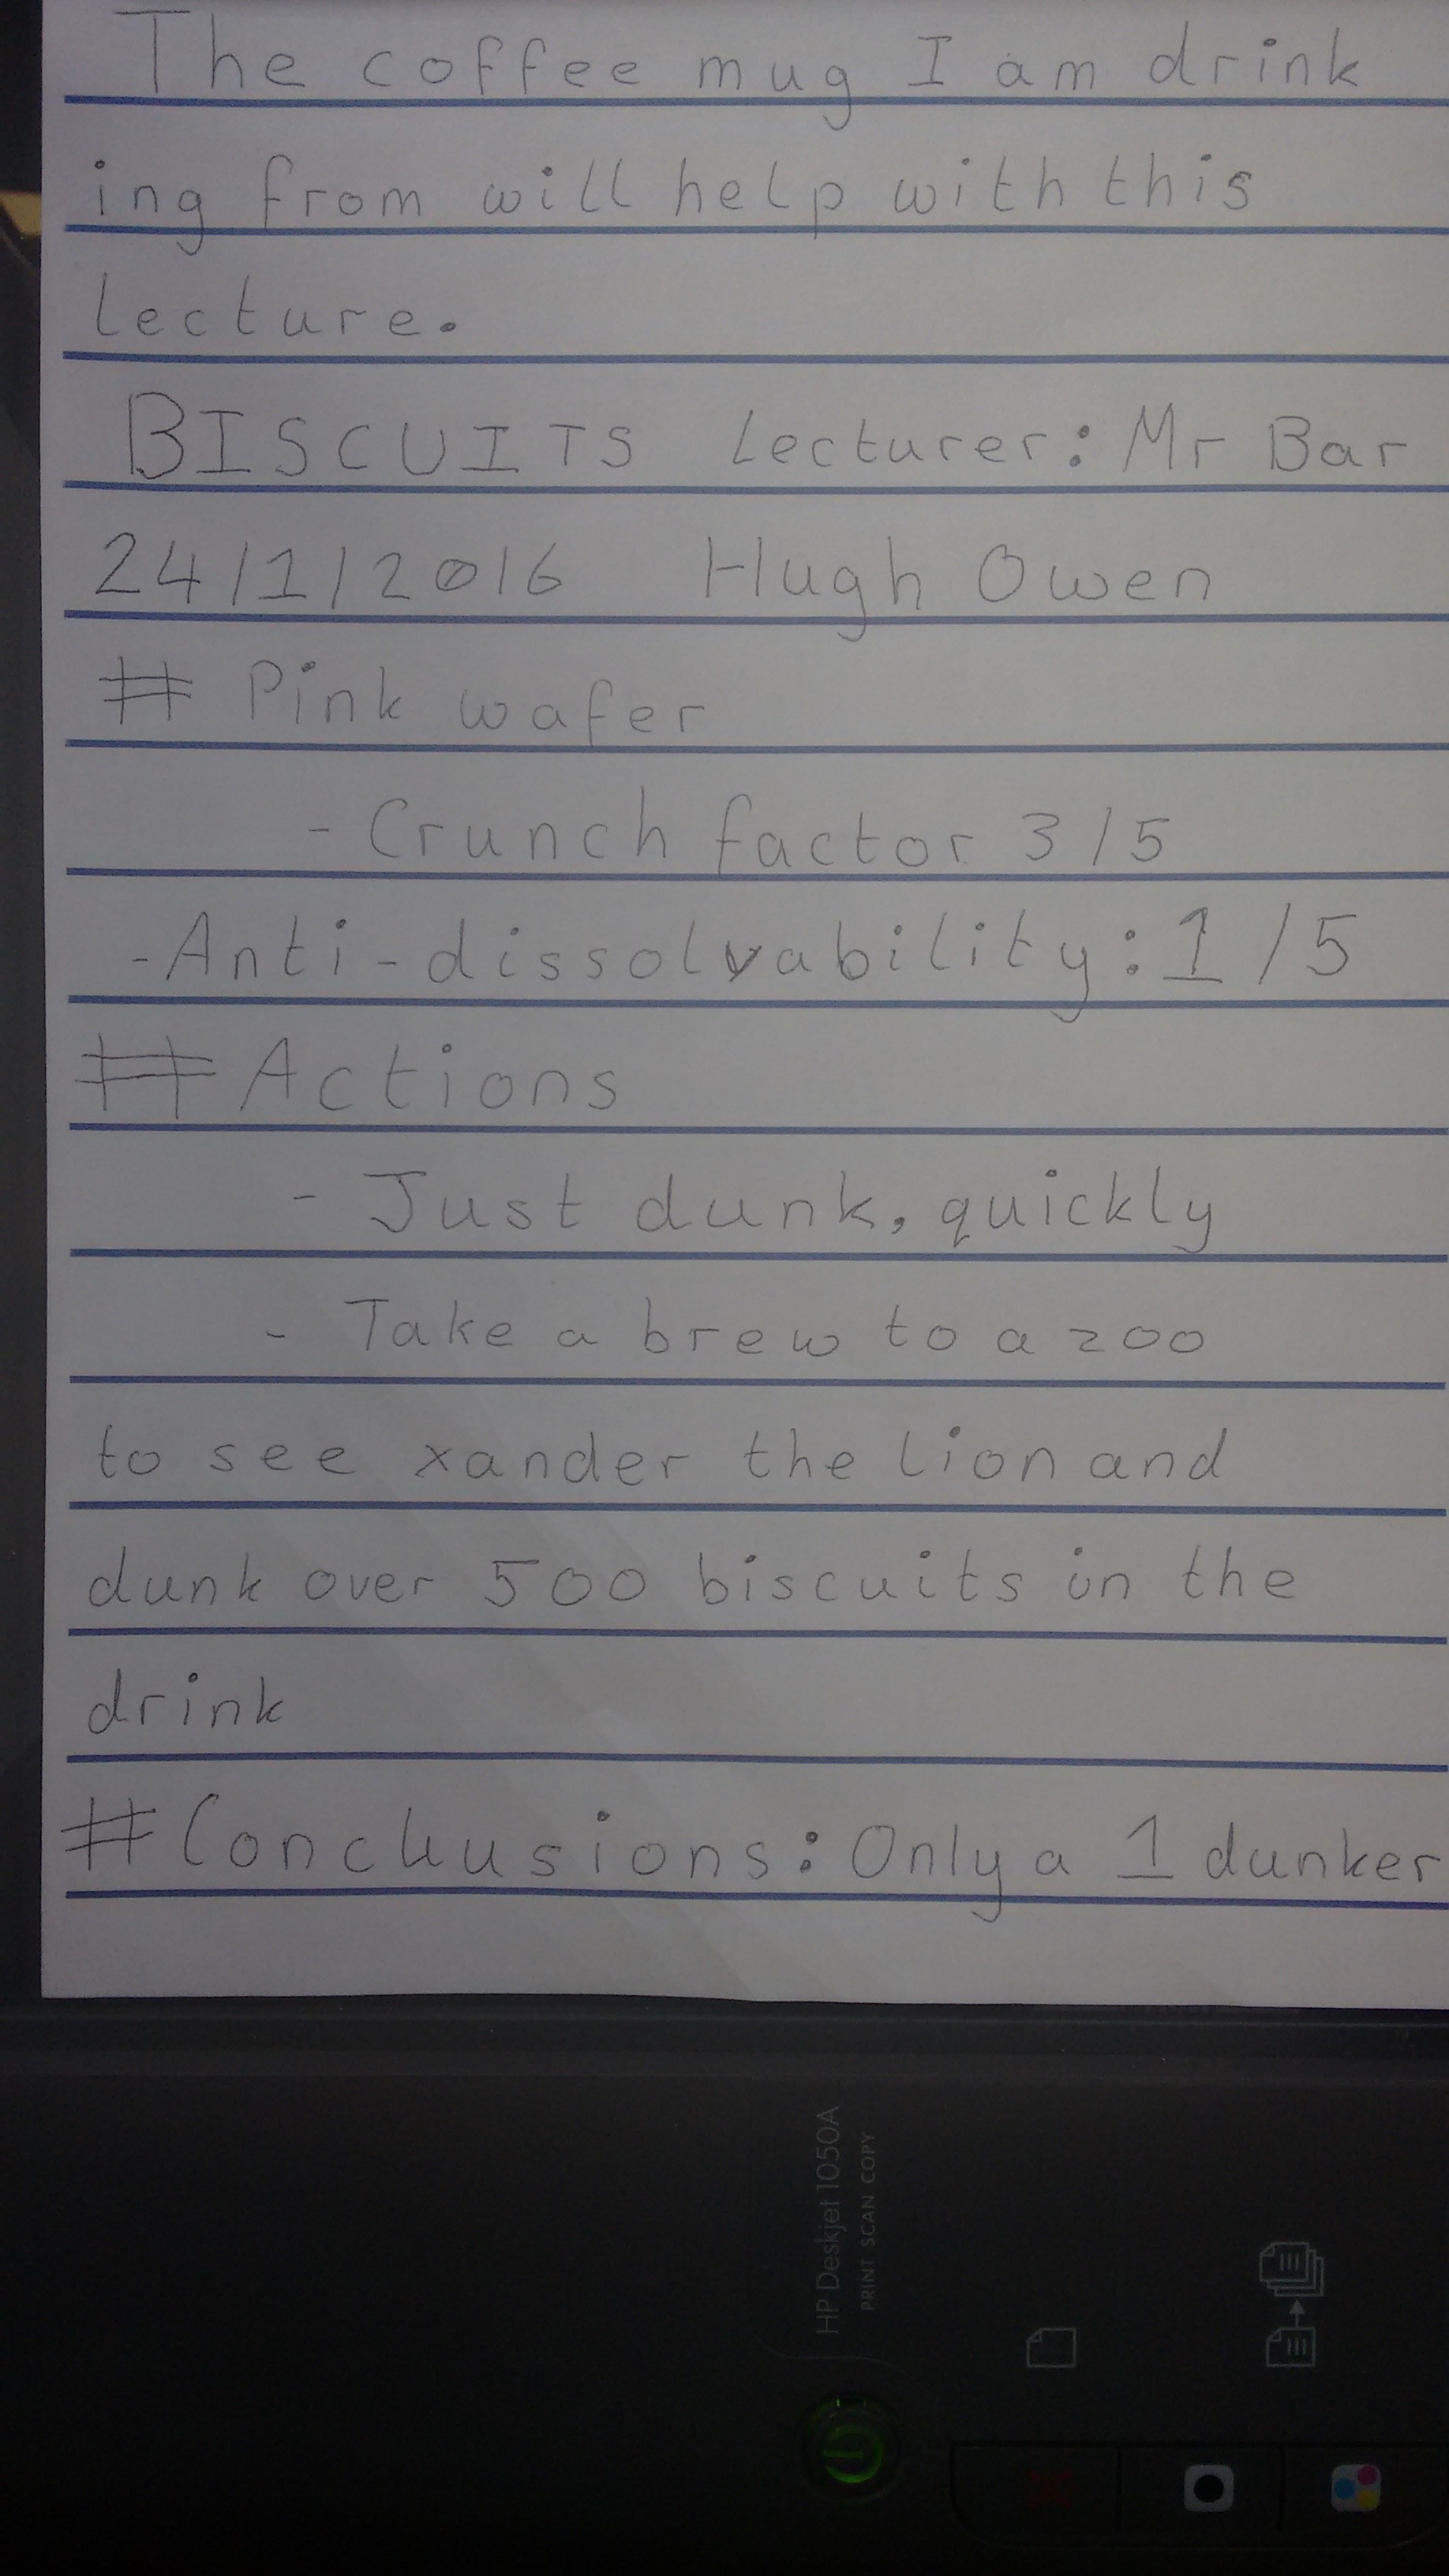 The coffee mug I am drink
ing from will help with this
lecture.
BISCUITS Lecturer: Mr Bar
24/1/2016 Hugh Owen
# Pink wafer
- Crunch factor 3/5
- Anti-dissolvability: 1/5
# Actions
- Just dunk, quickly
- Take a brew to a zoo
to see xander the lion and
dunk over 500 biscuits in the
drink
# Conclusions: Only a 1 dunker
HP Deskjet 1050A
PRINT SCAN COPY